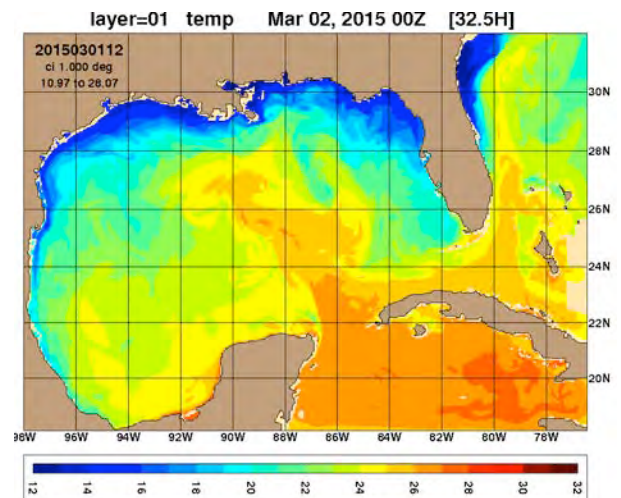 layer=01 temp Mar 02, 2015 00Z [32.5H]
2015030112
ci 1.000 deg
10.97 to 28.07
30N
28N
26N
24N
22N
20N
98W 96W 94W 92W 90W 88W 86W 84W 82W 80W 78W
12 14 16 18 20 22 24 26 28 30 32